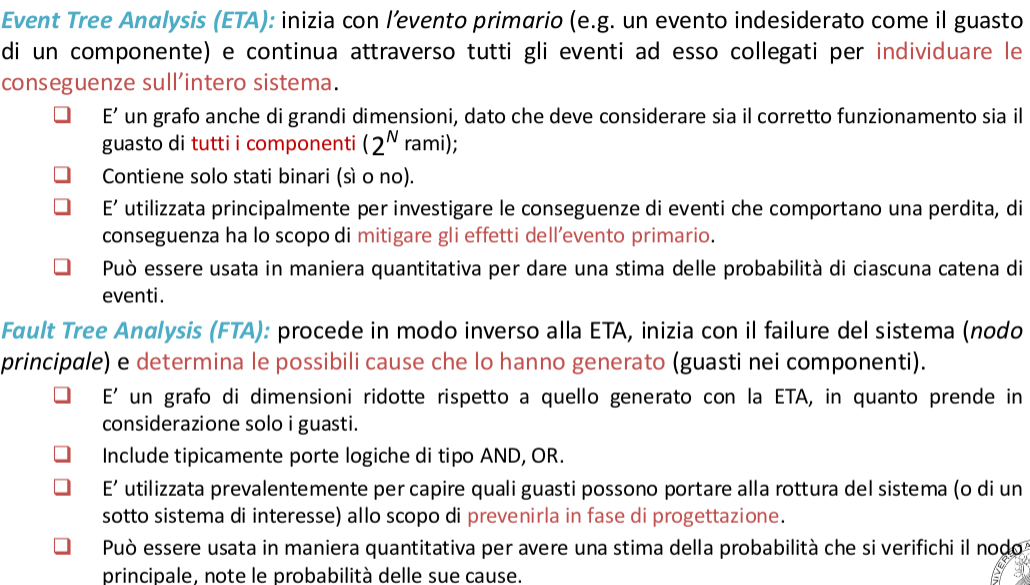 Event Tree Analysis (ETA): inizia con l’evento primario (e.g. un evento indesiderato come il guasto
di un componente) e continua attraverso tutti gli eventi ad esso collegati per individuare le
conseguenze sull’intero sistema.
❑ E’ un grafo anche di grandi dimensioni, dato che deve considerare sia il corretto funzionamento sia il
guasto di tutti i componenti (2^N rami);
❑ Contiene solo stati binari (sì o no).
❑ E’ utilizzata principalmente per investigare le conseguenze di eventi che comportano una perdita, di
conseguenza ha lo scopo di mitigare gli effetti dell’evento primario.
❑ Può essere usata in maniera quantitativa per dare una stima delle probabilità di ciascuna catena di
eventi.
Fault Tree Analysis (FTA): procede in modo inverso alla ETA, inizia con il failure del sistema (nodo
principale) e determina le possibili cause che lo hanno generato (guasti nei componenti).
❑ E’ un grafo di dimensioni ridotte rispetto a quello generato con la ETA, in quanto prende in
considerazione solo i guasti.
❑ Include tipicamente porte logiche di tipo AND, OR.
❑ E’ utilizzata prevalentemente per capire quali guasti possono portare alla rottura del sistema (o di un
sotto sistema di interesse) allo scopo di prevenirla in fase di progettazione.
❑ Può essere usata in maniera quantitativa per avere una stima della probabilità che si verifichi il nodo
principale, note le probabilità delle sue cause.